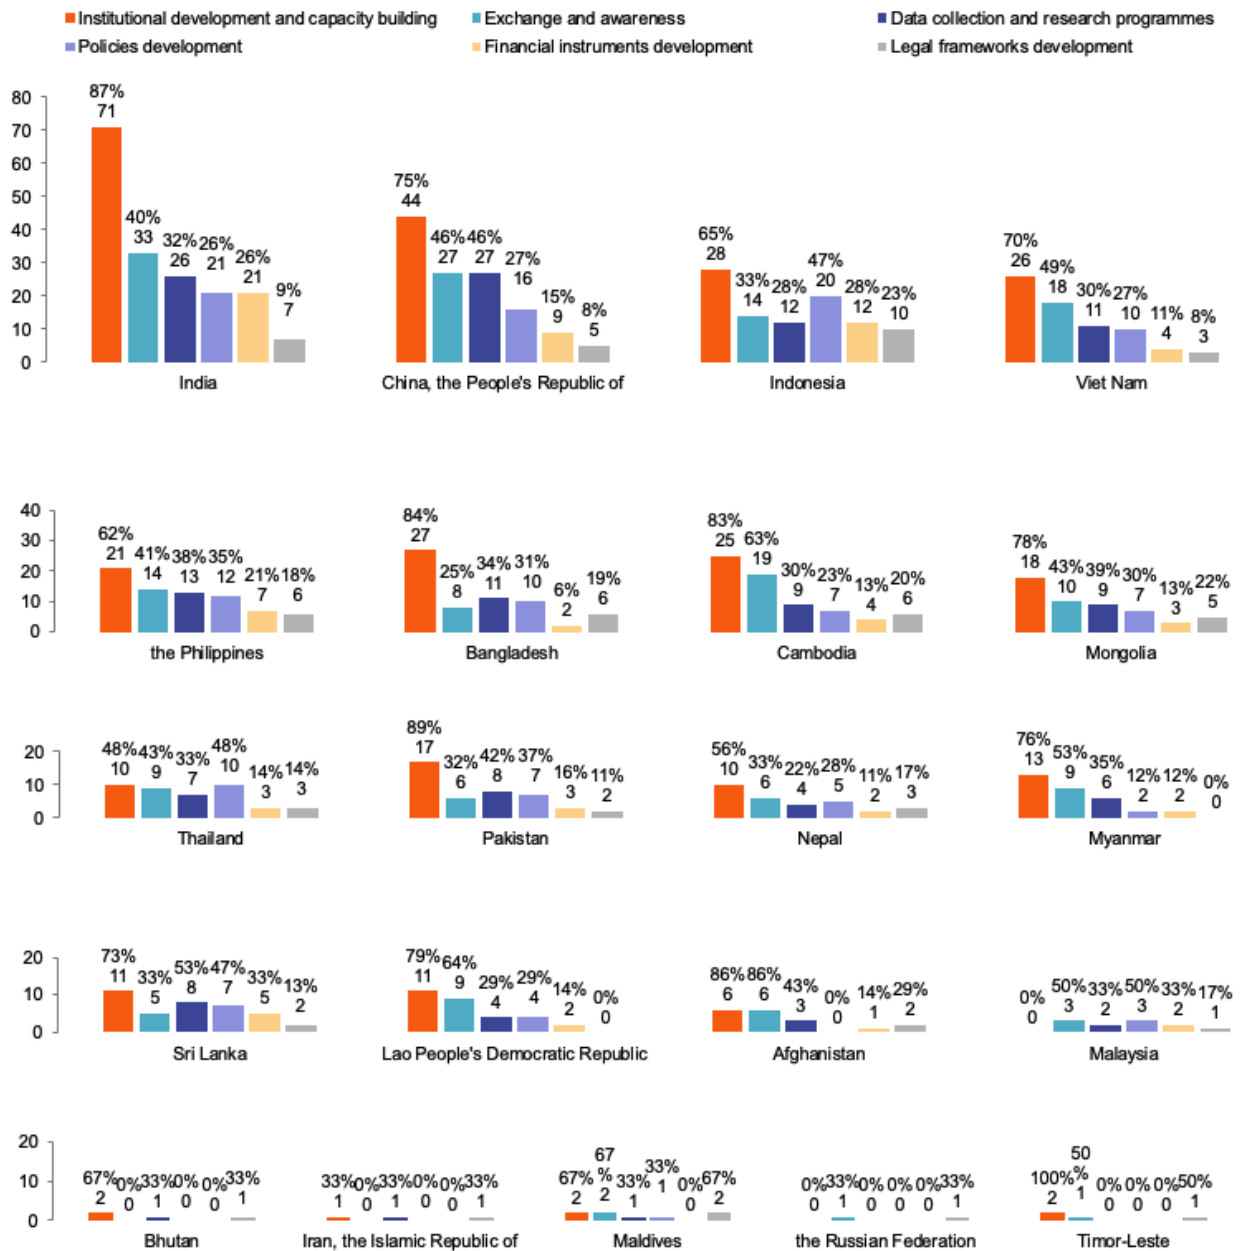 Institutional development and capacity building Exchange and awareness Data collection and research programmes
Policies development Financial instruments development Legal frameworks development
80 70 60 50 40 30 20 10 0
87% 40% 32% 26% 26% 9%
71 33 26 21 21 7
India
75% 46% 46% 27% 15% 8%
44 27 27 16 9 5
China, the People's Republic of
65% 33% 28% 47% 28% 23%
28 14 12 20 12 10
Indonesia
70% 49% 30% 27% 11% 8%
26 18 11 10 4 3
Viet Nam
40 30 20 10 0
62% 41% 38% 35% 21% 18%
21 14 13 12 7 6
the Philippines
84% 25% 34% 31% 6% 19%
27 8 11 10 2 6
Bangladesh
83% 63% 30% 23% 13% 20%
25 19 9 7 4 6
Cambodia
78% 43% 39% 30% 13% 22%
18 10 9 7 3 5
Mongolia
20 10 0
48% 43% 33% 48% 14% 14%
10 9 7 10 3 3
Thailand
89% 32% 42% 37% 16% 11%
17 6 8 7 3 2
Pakistan
56% 33% 22% 28% 11% 17%
10 6 4 5 2 3
Nepal
76% 53% 35% 12% 12% 0%
13 9 6 2 2 0
Myanmar
20 10 0
73% 33% 53% 47% 33% 13%
11 5 8 7 5 2
Sri Lanka
79% 64% 29% 29% 14% 0%
11 9 4 4 2 0
Lao People's Democratic Republic
86% 86% 43% 0% 14% 29%
6 6 3 0 1 2
Afghanistan
0% 50% 33% 50% 33% 17%
0 3 2 3 2 1
Malaysia
20 10 0
67% 0% 33% 0% 0% 33%
2 0 1 0 0 1
Bhutan
33% 0% 33% 0% 0% 33%
1 0 1 0 0 1
Iran, the Islamic Republic of
67% 67 % 33% 33% 0% 67%
2 2 1 1 0 2
Maldives
0% 33% 0% 0% 0% 33%
0 1 0 0 0 1
the Russian Federation
100% 50 % 0% 0% 0% 50%
2 1 0 0 0 1
Timor-Leste